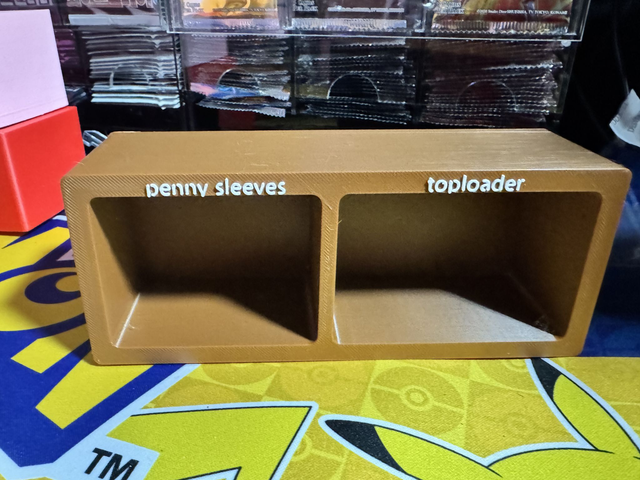 penny sleeves
toploader
TM